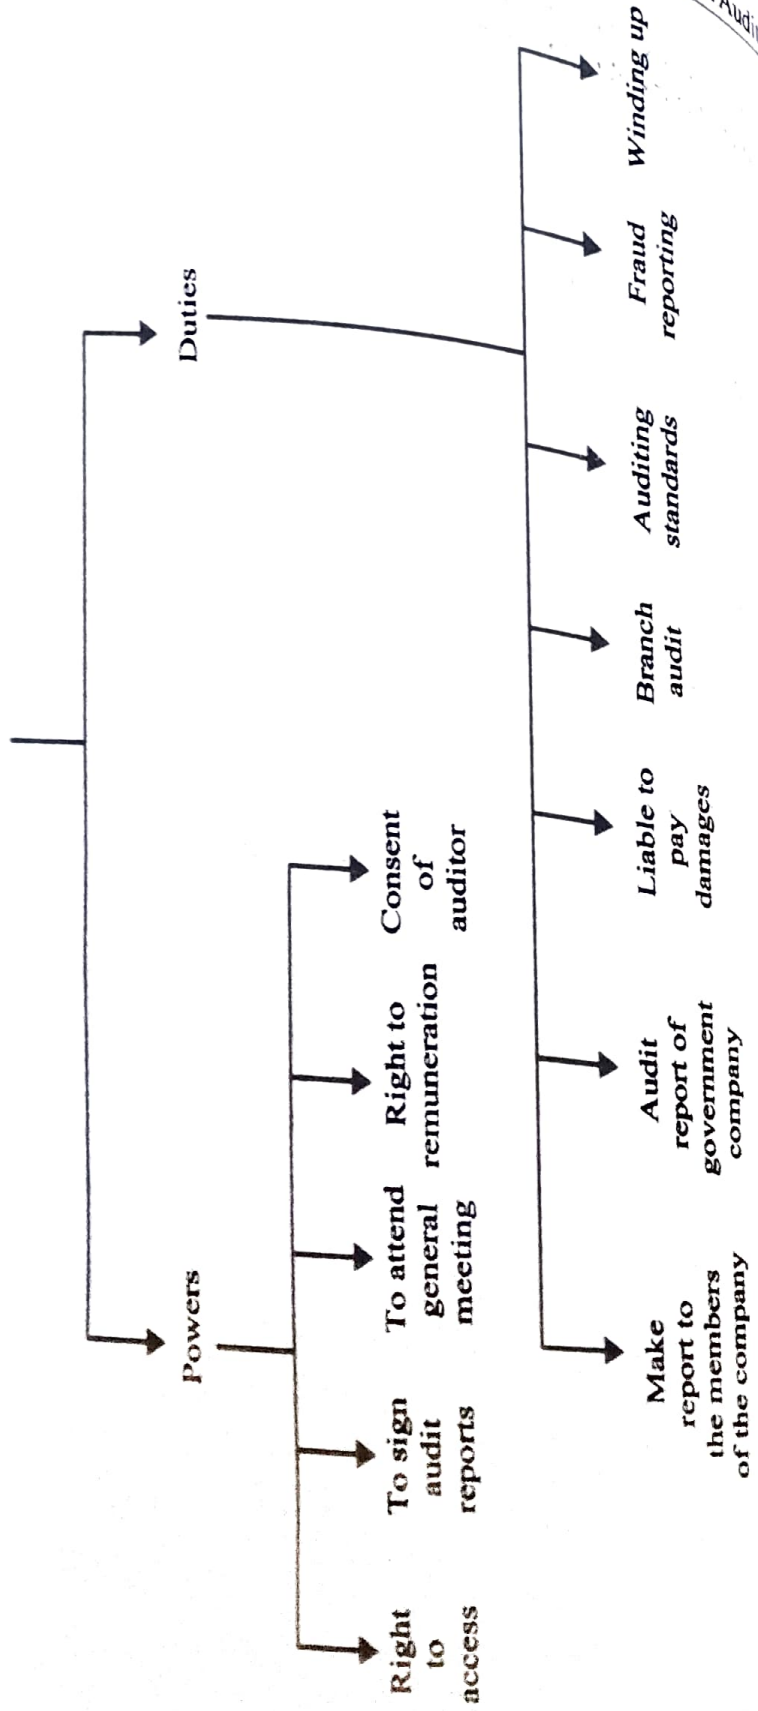 Powers
Duties
Right
to
access
To sign
audit
reports
To attend
general
meeting
Right to
remuneration
Consent
of
auditor
Make
report to
the members
of the company
Audit
report of
government
company
Liable to
pay
damages
Branch
audit
Auditing
standards
Fraud
reporting
Winding up